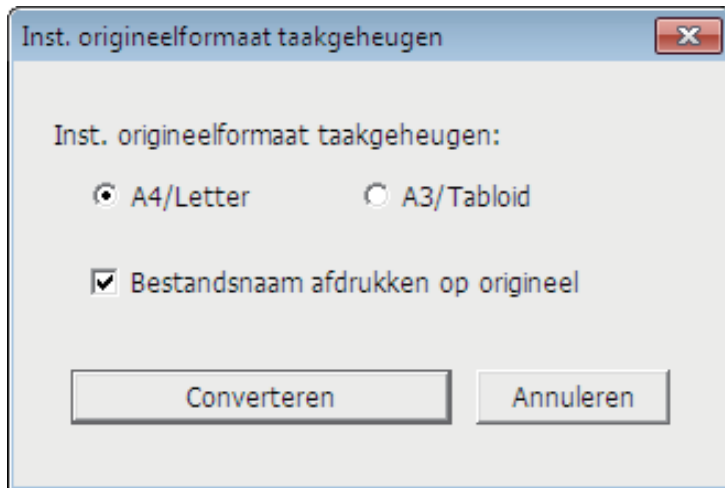 Inst. origineelformaat taakgeheugen
Inst. origineelformaat taakgeheugen:
A4/Letter A3/Tabloid
Bestandsnaam afdrukken op origineel
Converteren Annuleren